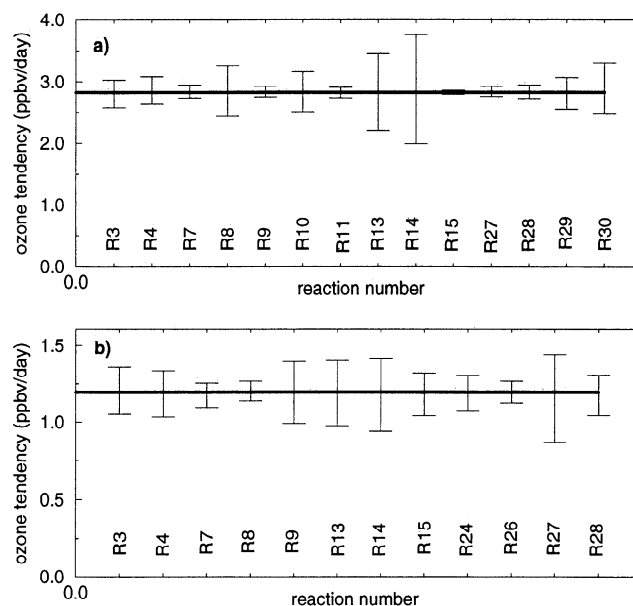 a)
ozone tendency (ppbv/day)
4.0
3.0
2.0
1.0
0.0
R3 R4 R7 R8 R9 R10 R11 R13 R14 R15 R27 R28 R29 R30
0.0
reaction number
b)
ozone tendency (ppbv/day)
1.5
1.0
0.5
0.0
R3 R4 R7 R8 R9 R13 R14 R15 R24 R26 R27 R28
0.0
reaction number